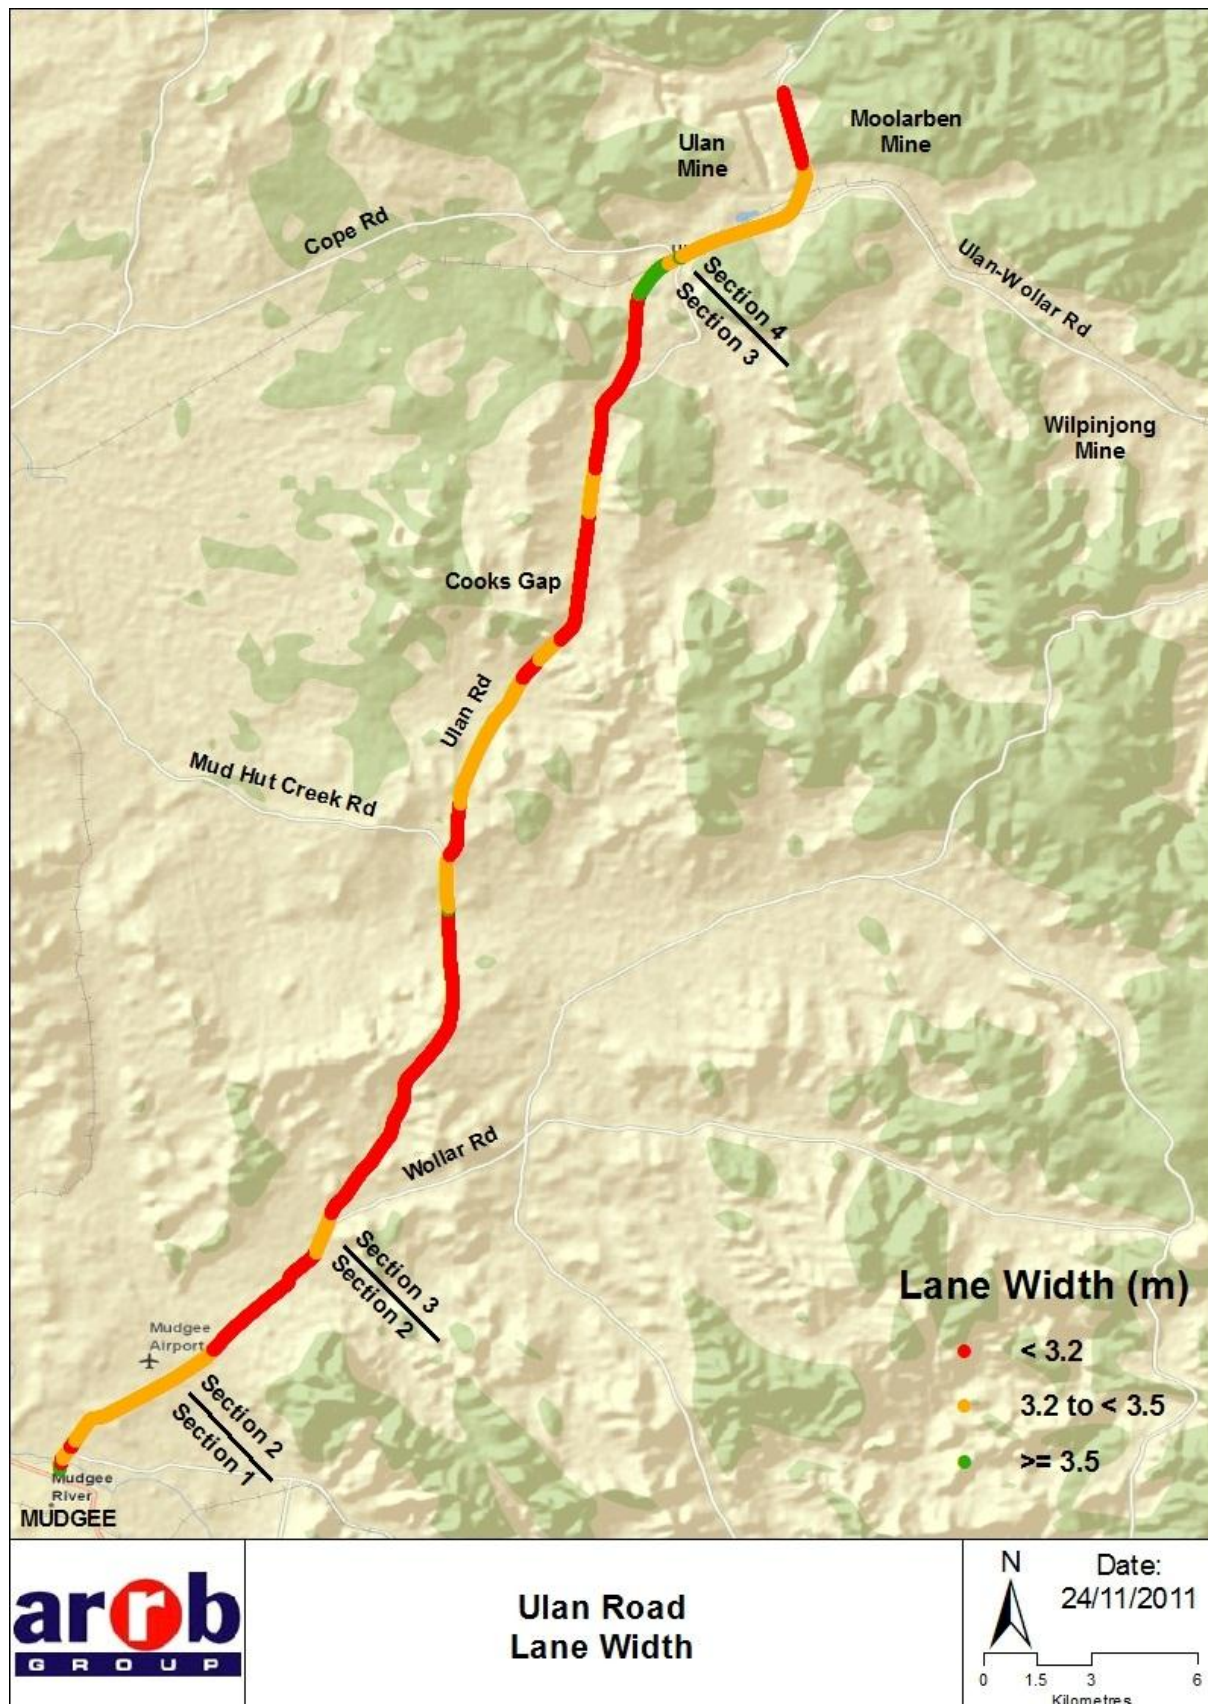 Moolarben
Mine
Ulan
Mine
Cope Rd
Ulan-Wollar Rd
Section 4
Section 3
Wilpinjong
Mine
Cooks Gap
Ulan Rd
Mud Hut Creek Rd
Wollar Rd
Section 3
Section 2
Lane Width (m)
< 3.2
3.2 to < 3.5
>= 3.5
Mudgee
Airport
Section 2
Section 1
Mudgee
River
MUDGEE
arrb
GROUP
Ulan Road
Lane Width
N
Date:
24/11/2011
0 1.5 3 6
Kilometres